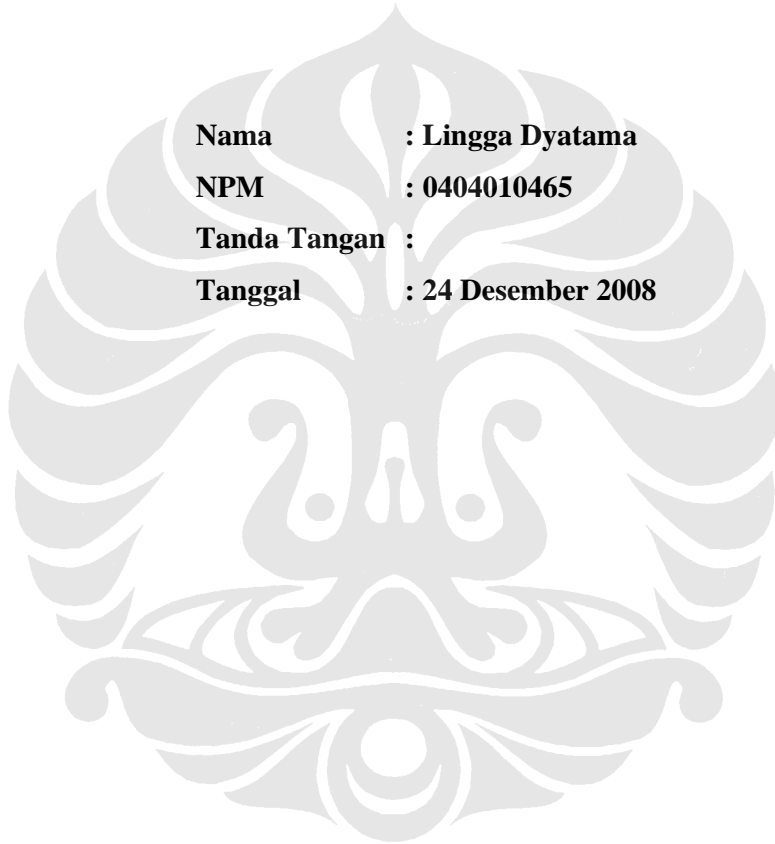 Nama : Lingga Dyatama
NPM : 0404010465
Tanda Tangan :
Tanggal : 24 Desember 2008